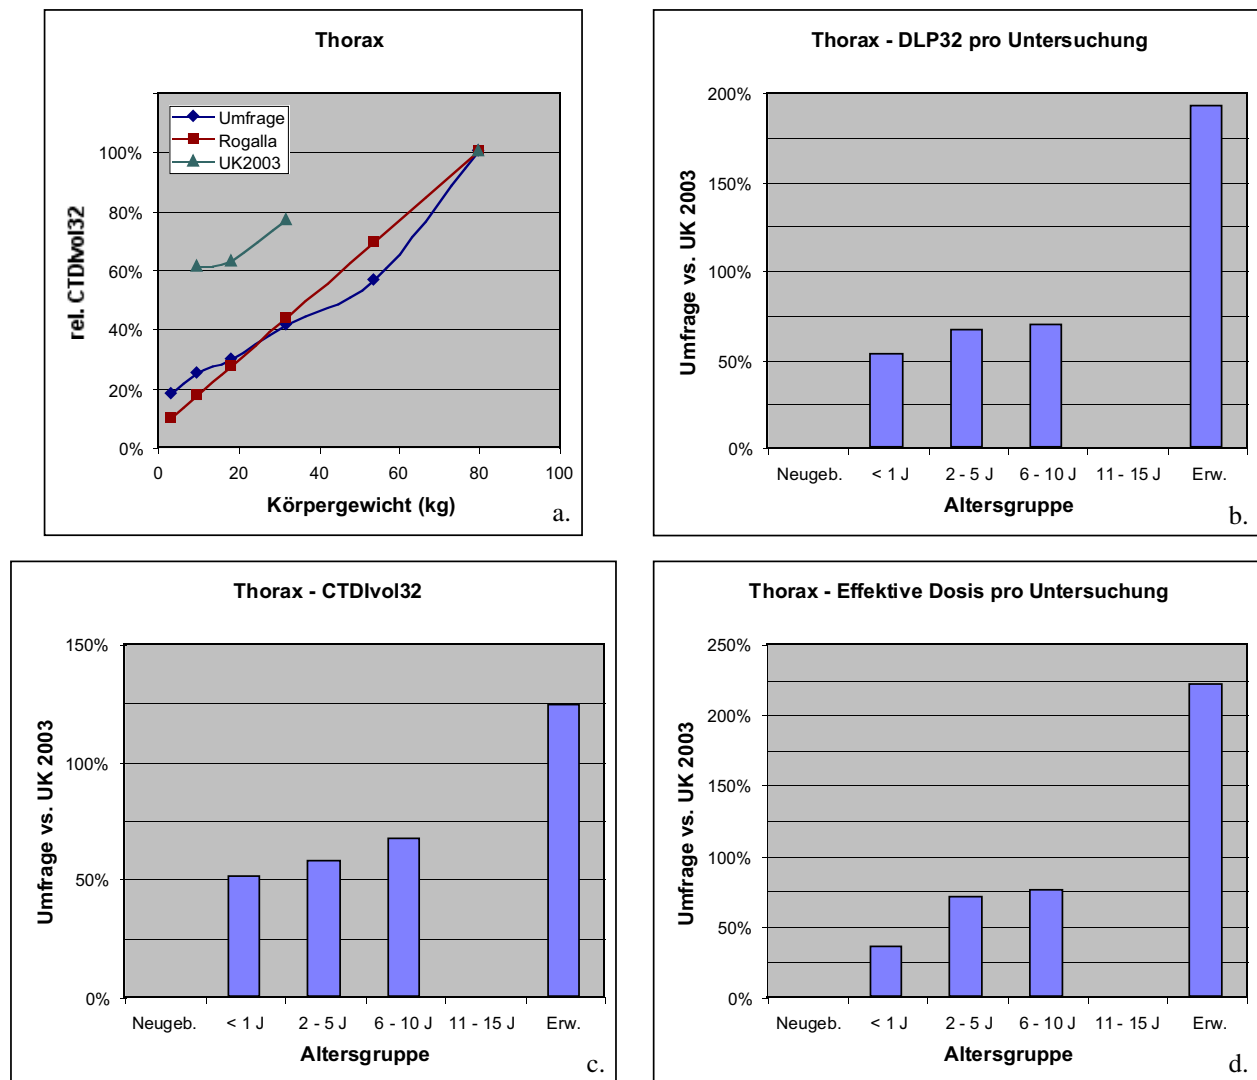 Thorax
120%
Umfrage
Rogalla
UK2003
100%
80%
60%
40%
20%
0%
rel. CTDIvol32
0 20 40 60 80 100
Körpergewicht (kg)
a.
Thorax - DLP32 pro Untersuchung
200%
150%
100%
50%
0%
Umfrage vs. UK 2003
Neugeb. < 1 J 2 - 5 J 6 - 10 J 11 - 15 J Erw.
Altersgruppe
b.
Thorax - CTDIvol32
150%
100%
50%
0%
Umfrage vs. UK 2003
Neugeb. < 1 J 2 - 5 J 6 - 10 J 11 - 15 J Erw.
Altersgruppe
c.
Thorax - Effektive Dosis pro Untersuchung
250%
200%
150%
100%
50%
0%
Umfrage vs. UK 2003
Neugeb. < 1 J 2 - 5 J 6 - 10 J 11 - 15 J Erw.
Altersgruppe
d.